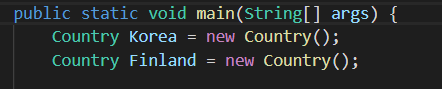 public static void main(String[] args) {
    Country Korea = new Country();
    Country Finland = new Country();